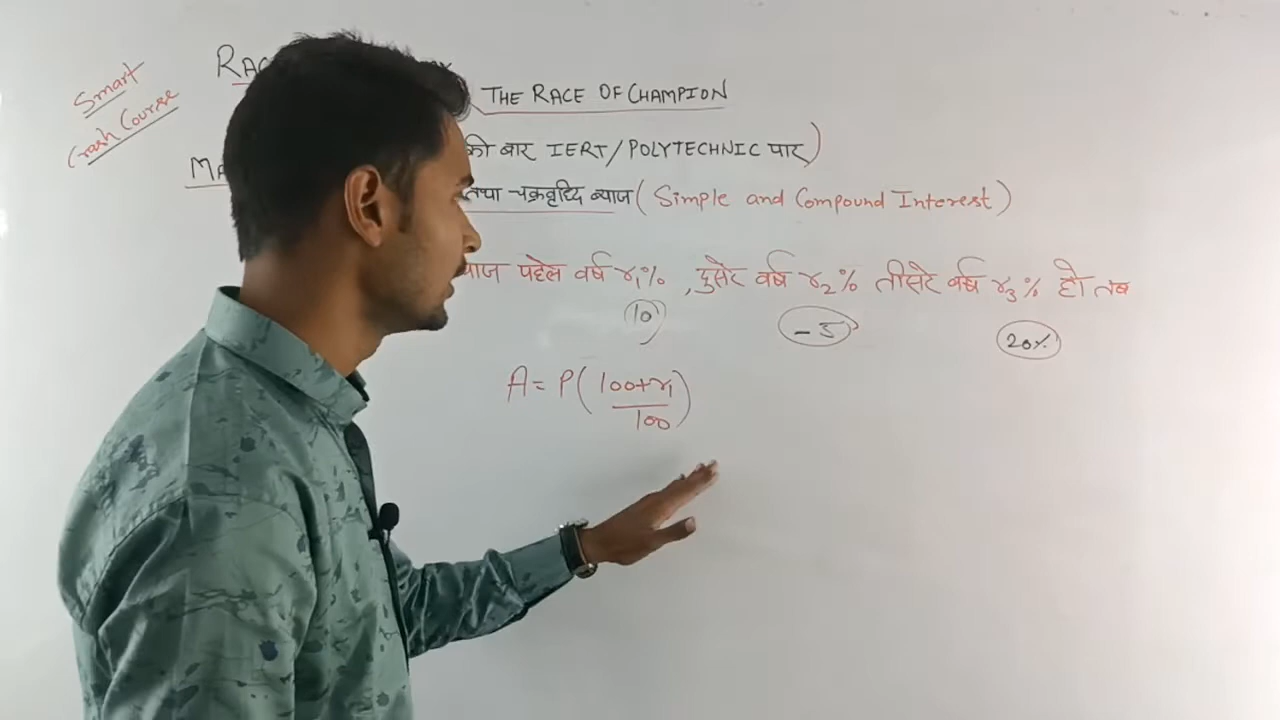 Smart
Crash Course
THE RACE OF CHAMPION
की बार IERT/POLYTECHNIC पार)
तथा चक्रवृध्दि ब्याज (Simple and Compound Interest)
पहेल वर्ष r₁% , दुसेर वर्ष r₂% तीसेर वर्ष r₃% हो तब
10 -5 20%
A = P(100+r₁/100)